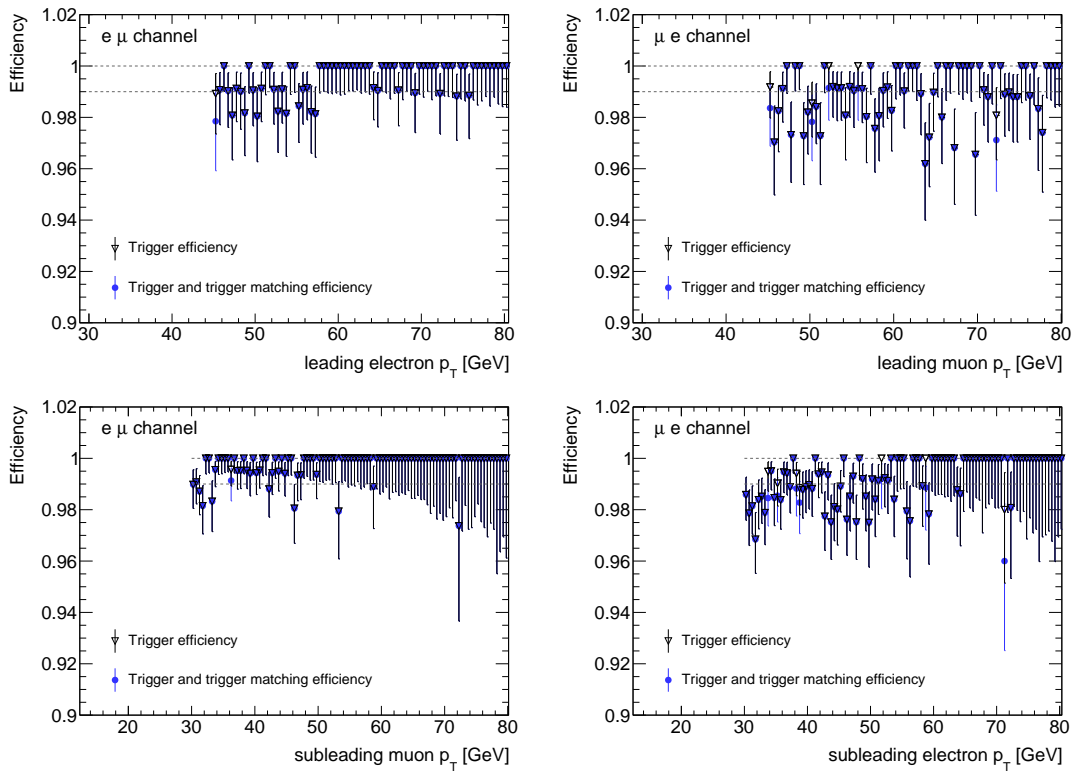 Efficiency
1.02
1
0.98
0.96
0.94
0.92
0.9
e μ channel
Trigger efficiency
Trigger and trigger matching efficiency
30 40 50 60 70 80
leading electron p_T [GeV]
Efficiency
1.02
1
0.98
0.96
0.94
0.92
0.9
μ e channel
Trigger efficiency
Trigger and trigger matching efficiency
30 40 50 60 70 80
leading muon p_T [GeV]
Efficiency
1.02
1
0.98
0.96
0.94
0.92
0.9
e μ channel
Trigger efficiency
Trigger and trigger matching efficiency
20 30 40 50 60 70 80
subleading muon p_T [GeV]
Efficiency
1.02
1
0.98
0.96
0.94
0.92
0.9
μ e channel
Trigger efficiency
Trigger and trigger matching efficiency
20 30 40 50 60 70 80
subleading electron p_T [GeV]